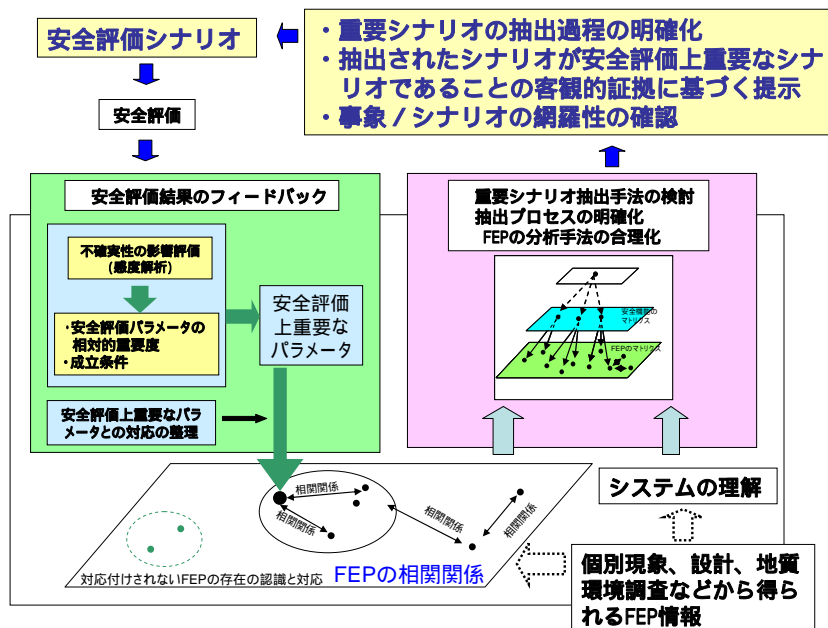 安全評価シナリオ
・重要シナリオの抽出過程の明確化
・抽出されたシナリオが安全評価上重要なシナ
リオであることの客観的証拠に基づく提示
・事象／シナリオの網羅性の確認
安全評価
安全評価結果のフィードバック
不確実性の影響評価
(感度解析)
・安全評価パラメータの
相対的重要度
・成立条件
安全評価
上重要な
パラメータ
安全評価上重要なパラ
メータとの対応の整理
重要シナリオ抽出手法の検討
抽出プロセスの明確化
FEPの分析手法の合理化
安全機能の
マトリクス
FEPのマトリクス
相関関係
相関関係
相関関係
相関関係
対応付けされないFEPの存在の認識と対応
FEPの相関関係
システムの理解
個別現象、設計、地質
環境調査などから得ら
れるFEP情報